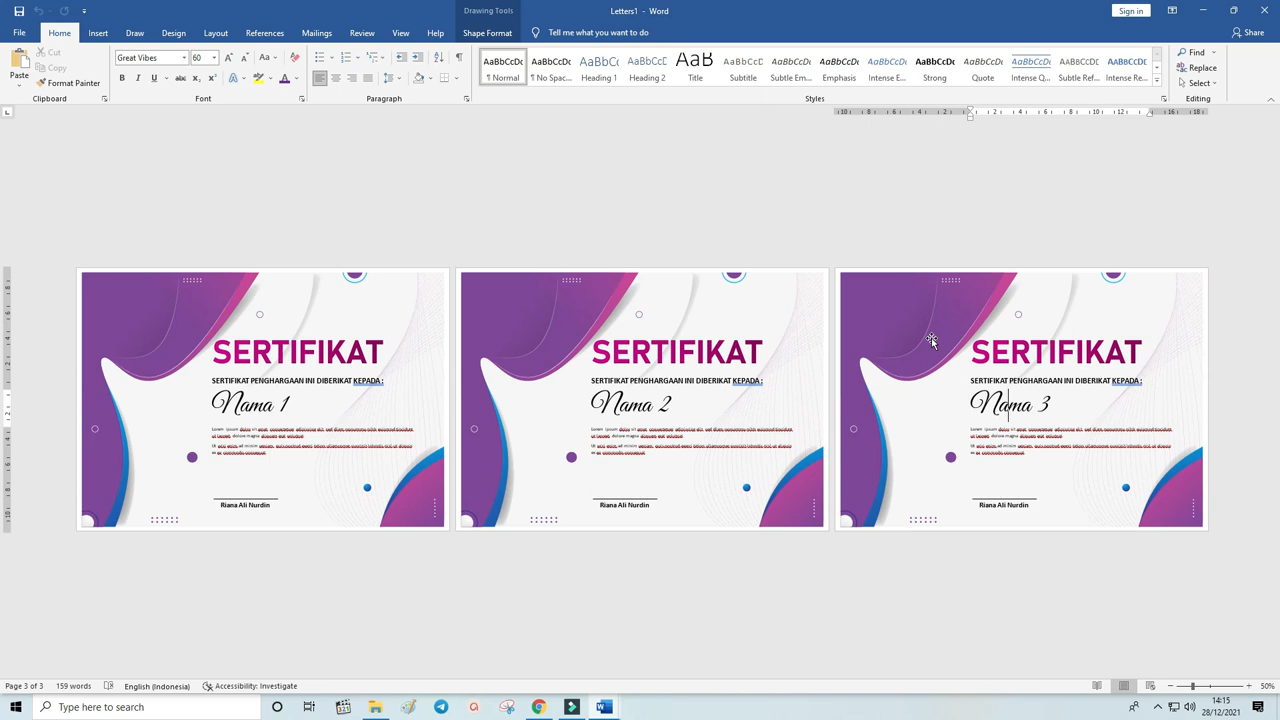 Drawing Tools
Letters1 - Word
Sign in
File Home Insert Draw Design Layout References Mailings Review View Help Shape Format Tell me what you want to do Share
Paste Cut
Copy
Format Painter
Great Vibes 60
Clipboard Font Paragraph Styles Editing
¶ Normal ¶ No Spac... Heading 1 Heading 2 Title Subtitle Subtle Em... Emphasis Intense E... Strong Quote Intense Q... Subtle Ref... Intense Re...
Find
Replace
Select
SERTIFIKAT
SERTIFIKAT PENGHARGAAN INI DIBERIKAT KEPADA :
Nama 1
Riana Ali Nurdin
SERTIFIKAT
SERTIFIKAT PENGHARGAAN INI DIBERIKAT KEPADA :
Nama 2
Riana Ali Nurdin
SERTIFIKAT
SERTIFIKAT PENGHARGAAN INI DIBERIKAT KEPADA :
Nama 3
Riana Ali Nurdin
Page 3 of 3 159 words English (Indonesia) Accessibility: Investigate 50%
Type here to search
14:15
28/12/2021